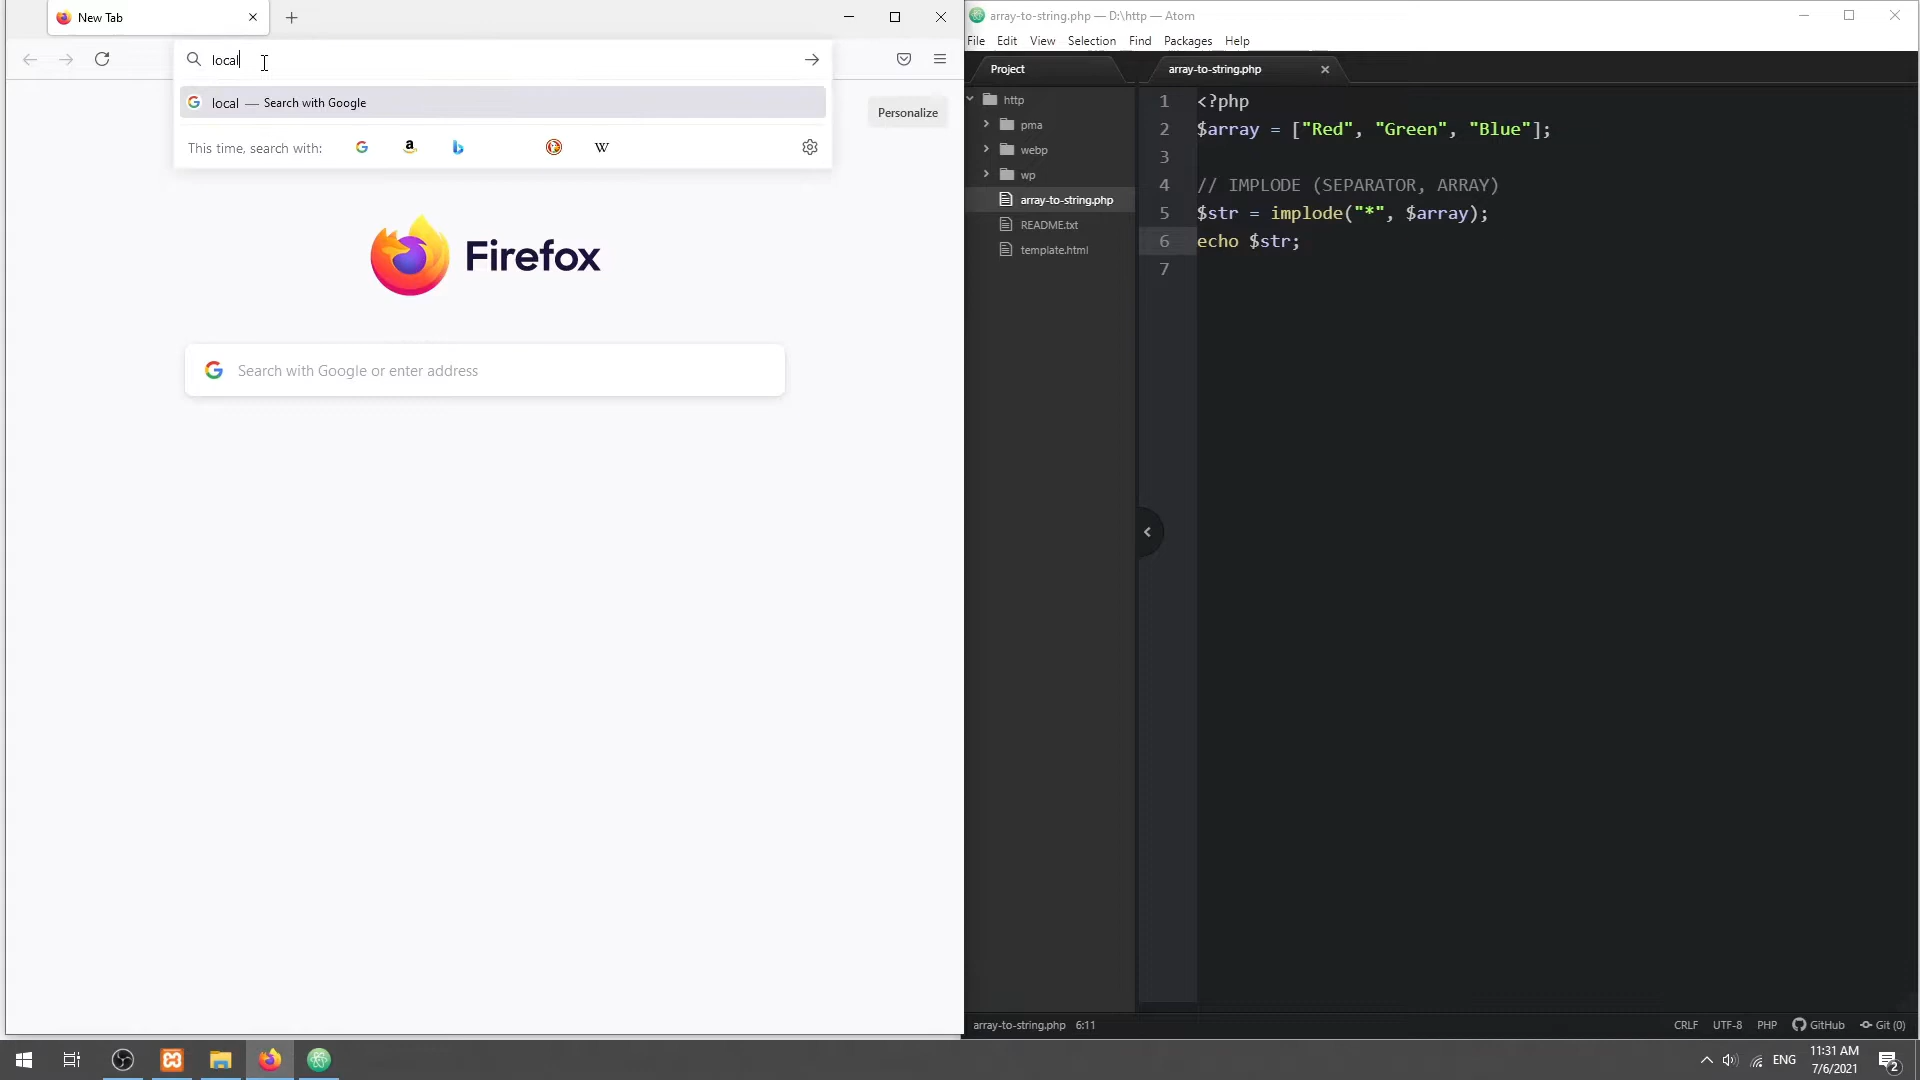 New Tab
local
local — Search with Google
This time, search with:
Personalize
Firefox
Search with Google or enter address
array-to-string.php — D:\http — Atom
File Edit View Selection Find Packages Help
Project
http
pma
webp
wp
array-to-string.php
README.txt
template.html
array-to-string.php
1 <?php
2 $array = ["Red", "Green", "Blue"];
3
4 // IMPLODE (SEPARATOR, ARRAY)
5 $str = implode("*", $array);
6 echo $str;
7
array-to-string.php 6:11
CRLF UTF-8 PHP GitHub Git (0)
ENG
11:31 AM
7/6/2021
2